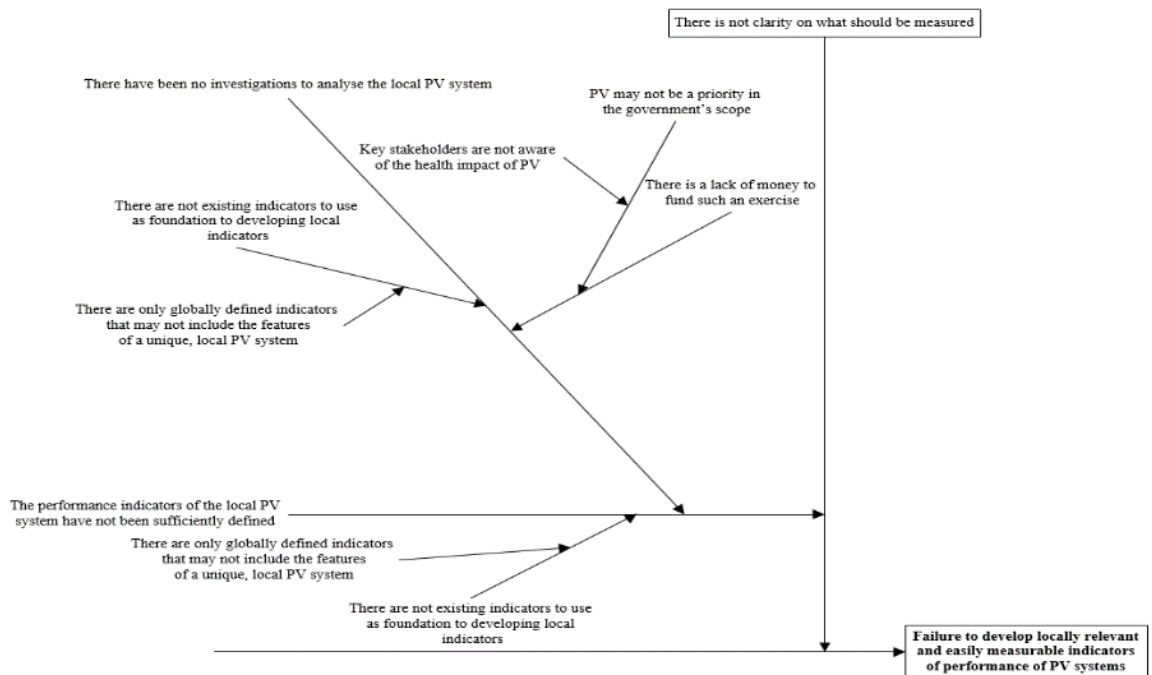 There is not clarity on what should be measured
There have been no investigations to analyse the local PV system
PV may not be a priority in
the government's scope
Key stakeholders are not aware
of the health impact of PV
There is a lack of money to
fund such an exercise
There are not existing indicators to use
as foundation to developing local
indicators
There are only globally defined indicators
that may not include the features
of a unique, local PV system
The performance indicators of the local PV
system have not been sufficiently defined
There are only globally defined indicators
that may not include the features
of a unique, local PV system
There are not existing indicators to use
as foundation to developing local
indicators
Failure to develop locally relevant
and easily measurable indicators
of performance of PV systems